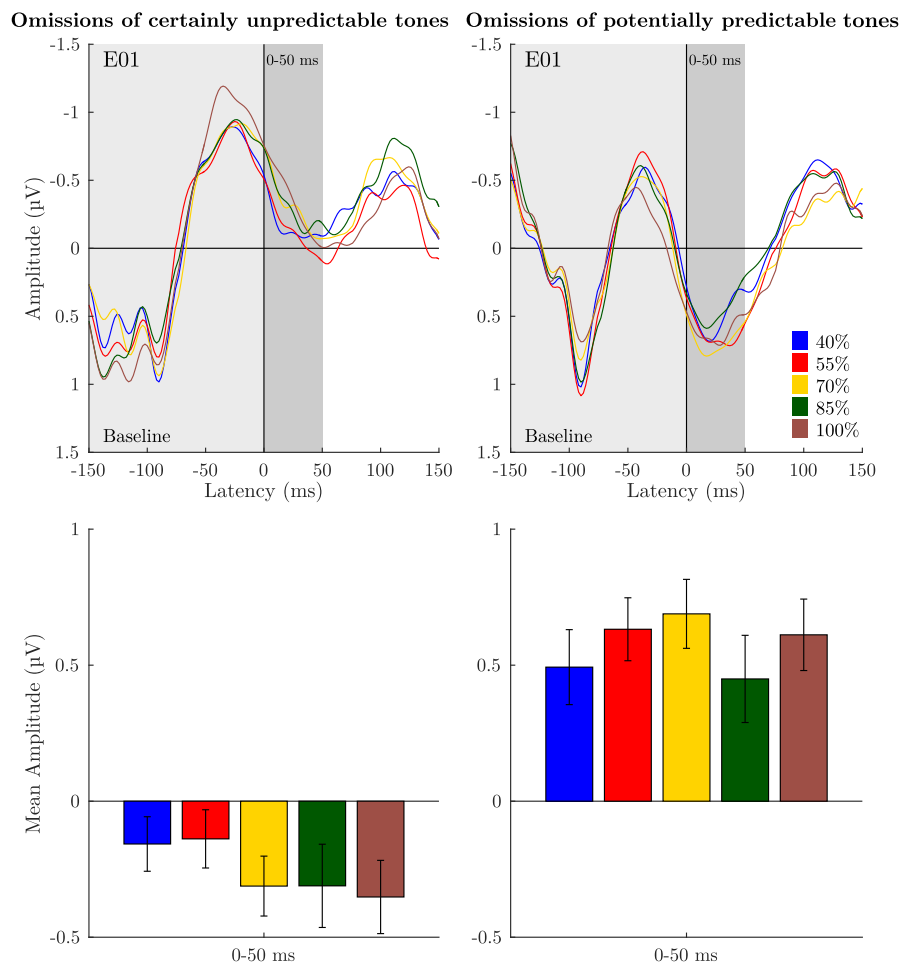 Omissions of certainly unpredictable tones
Omissions of potentially predictable tones
-1.5
-1
-0.5
0
0.5
1
1.5
Amplitude (µV)
E01
0-50 ms
Baseline
-150 -100 -50 0 50 100 150
Latency (ms)
-1.5
-1
-0.5
0
0.5
1
1.5
E01
0-50 ms
Baseline
40%
55%
70%
85%
100%
-150 -100 -50 0 50 100 150
Latency (ms)
1
0.5
0
-0.5
Mean Amplitude (µV)
0-50 ms
1
0.5
0
-0.5
0-50 ms